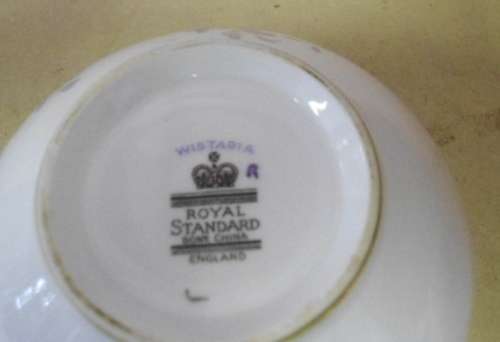 WISTARIA
R
ROYAL
STANDARD
BONE CHINA
ENGLAND